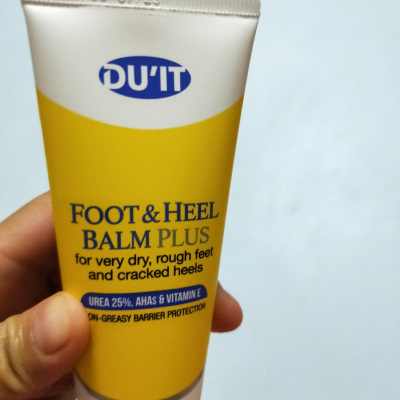 DU'IT
FOOT & HEEL
BALM PLUS
for very dry, rough feet
and cracked heels
UREA 25%, AHAS & VITAMIN E
ON-GREASY BARRIER PROTECTION